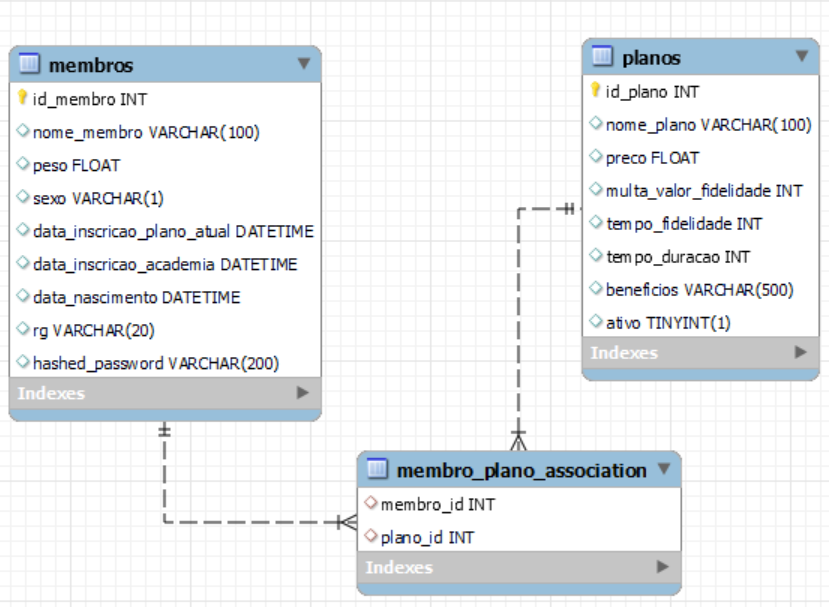 membros
id_membro INT
nome_membro VARCHAR(100)
peso FLOAT
sexo VARCHAR(1)
data_inscricao_plano_atual DATETIME
data_inscricao_academia DATETIME
data_nascimento DATETIME
rg VARCHAR(20)
hashed_password VARCHAR(200)
Indexes
planos
id_plano INT
nome_plano VARCHAR(100)
preco FLOAT
multa_valor_fidelidade INT
tempo_fidelidade INT
tempo_duracao INT
beneficios VARCHAR(500)
ativo TINYINT(1)
Indexes
membro_plano_association
membro_id INT
plano_id INT
Indexes